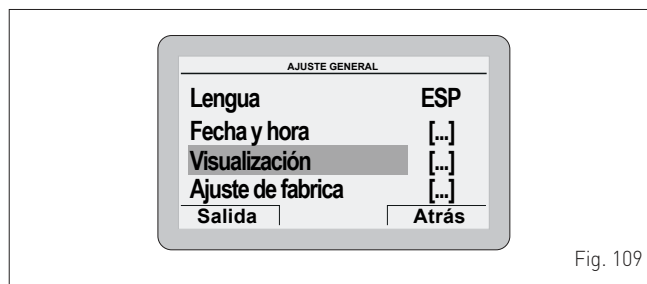 AJUSTE GENERAL
Lengua ESP
Fecha y hora [...]
Visualización [...]
Ajuste de fabrica [...]
Salida Atrás
Fig. 109